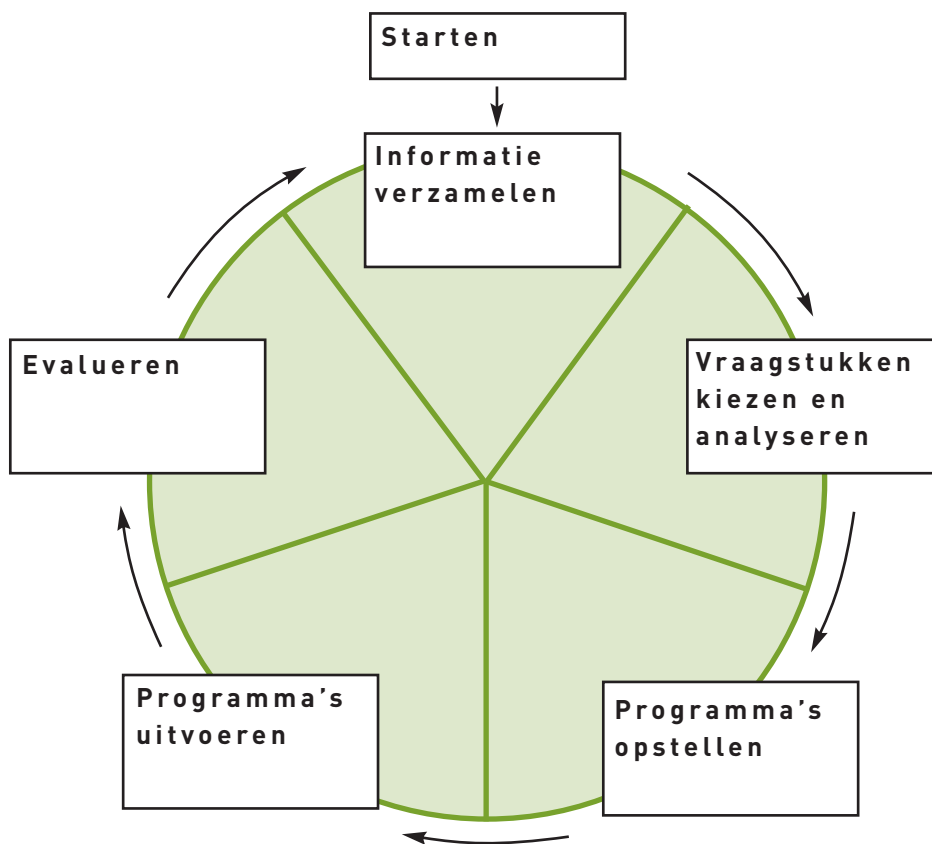 Starten
Informatie
verzamelen
Vraagstukken
kiezen en
analyseren
Programma's
opstellen
Programma's
uitvoeren
Evalueren